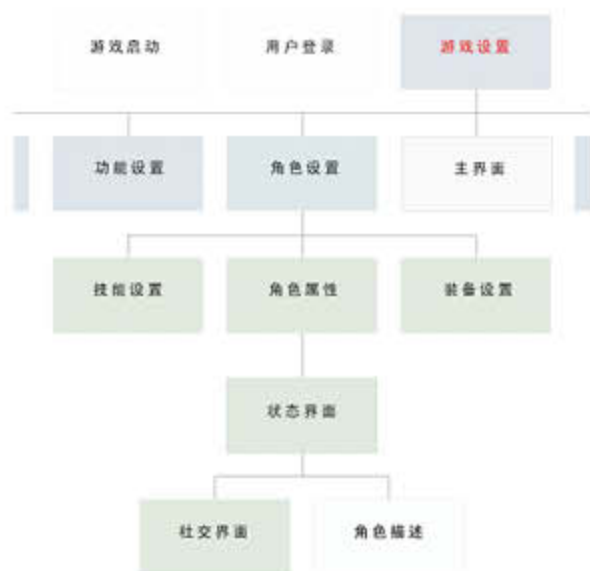 游戏启动
用户登录
游戏设置
功能设置
角色设置
主界面
技能设置
角色属性
装备设置
状态界面
社交界面
角色描述